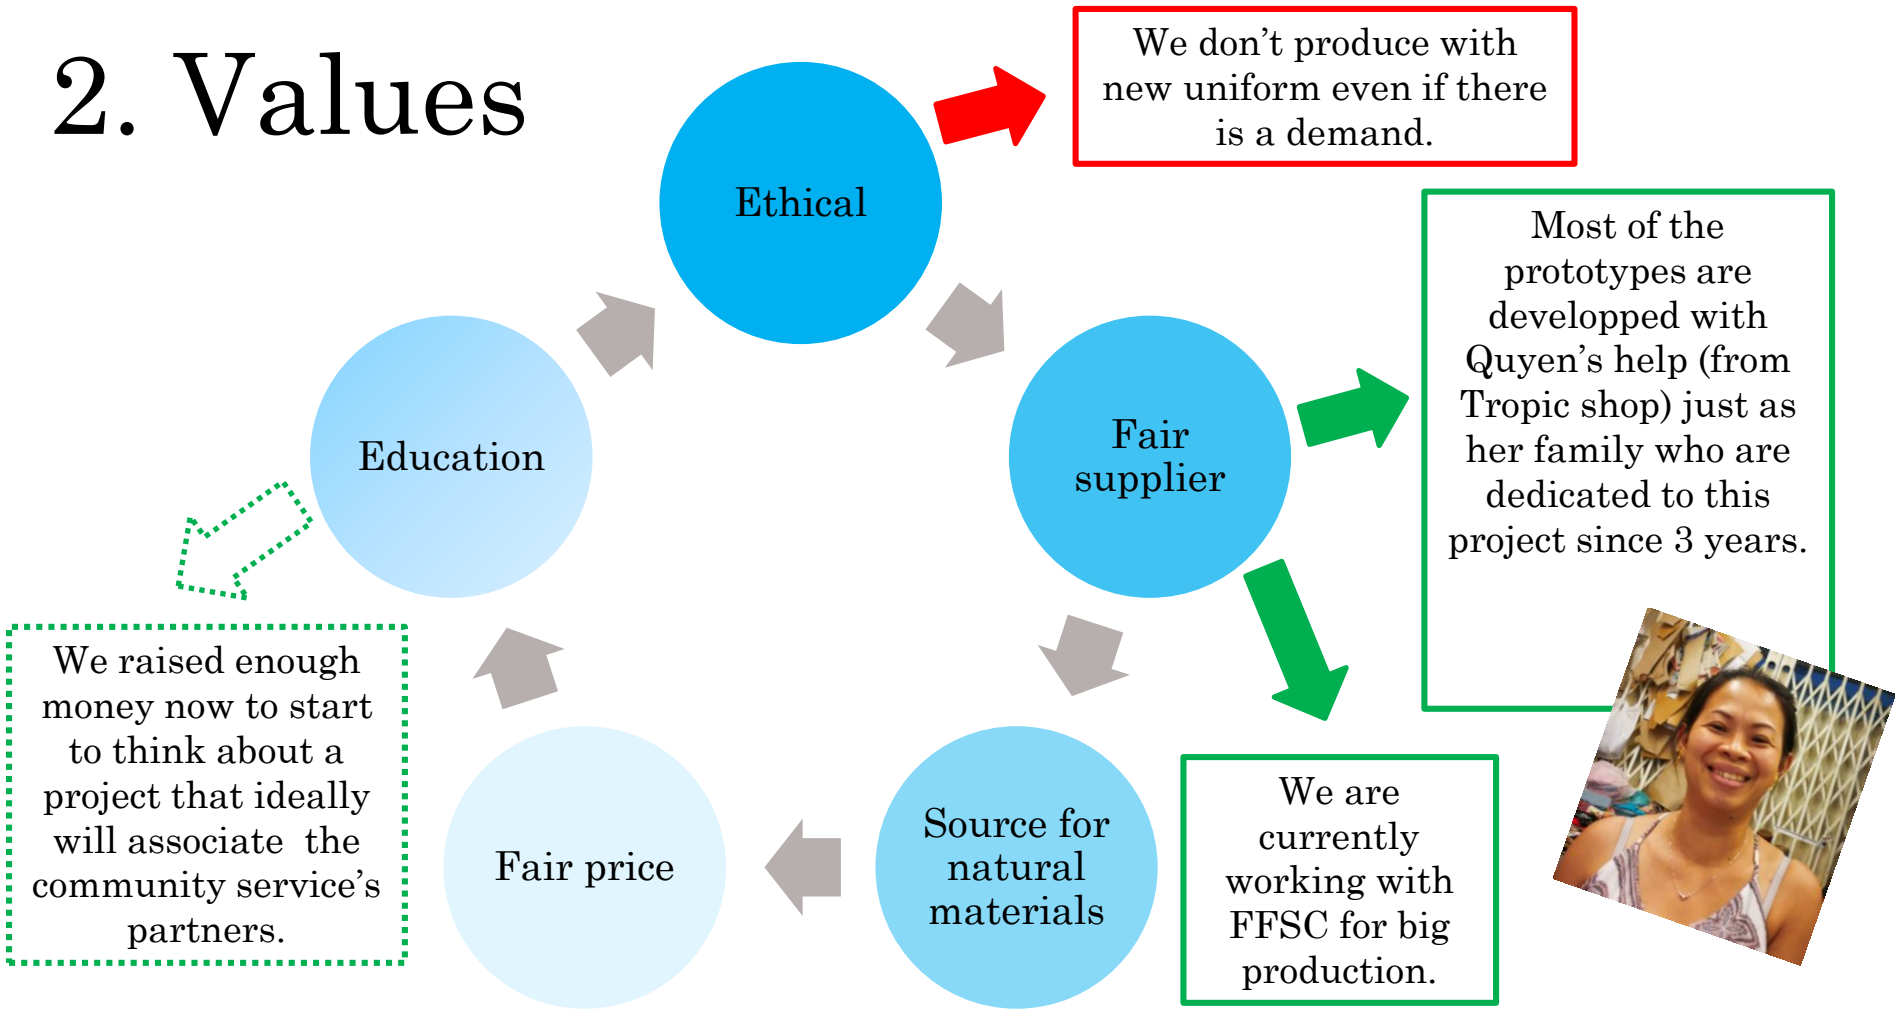 2. Values
Ethical
We don’t produce with
new uniform even if there
is a demand.
Fair
supplier
Most of the
prototypes are
developped with
Quyen’s help (from
Tropic shop) just as
her family who are
dedicated to this
project since 3 years.
We are
currently
working with
FFSC for big
production.
Source for
natural
materials
Fair price
Education
We raised enough
money now to start
to think about a
project that ideally
will associate  the
community service’s
partners.